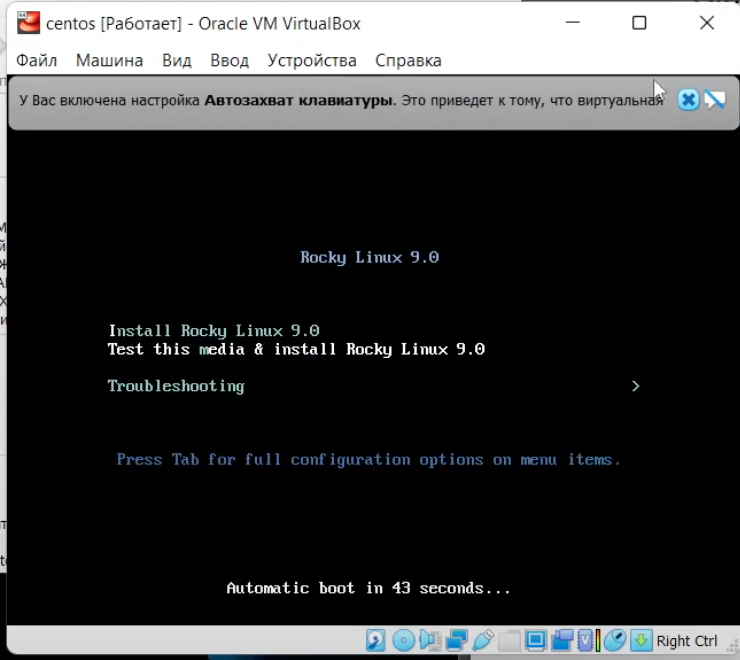 centos [Работает] - Oracle VM VirtualBox
Файл Машина Вид Ввод Устройства Справка
У Вас включена настройка Автозахват клавиатуры. Это приведет к тому, что виртуальная
Rocky Linux 9.0
Install Rocky Linux 9.0
Test this media & install Rocky Linux 9.0
Troubleshooting >
Press Tab for full configuration options on menu items.
Automatic boot in 43 seconds...
Right Ctrl